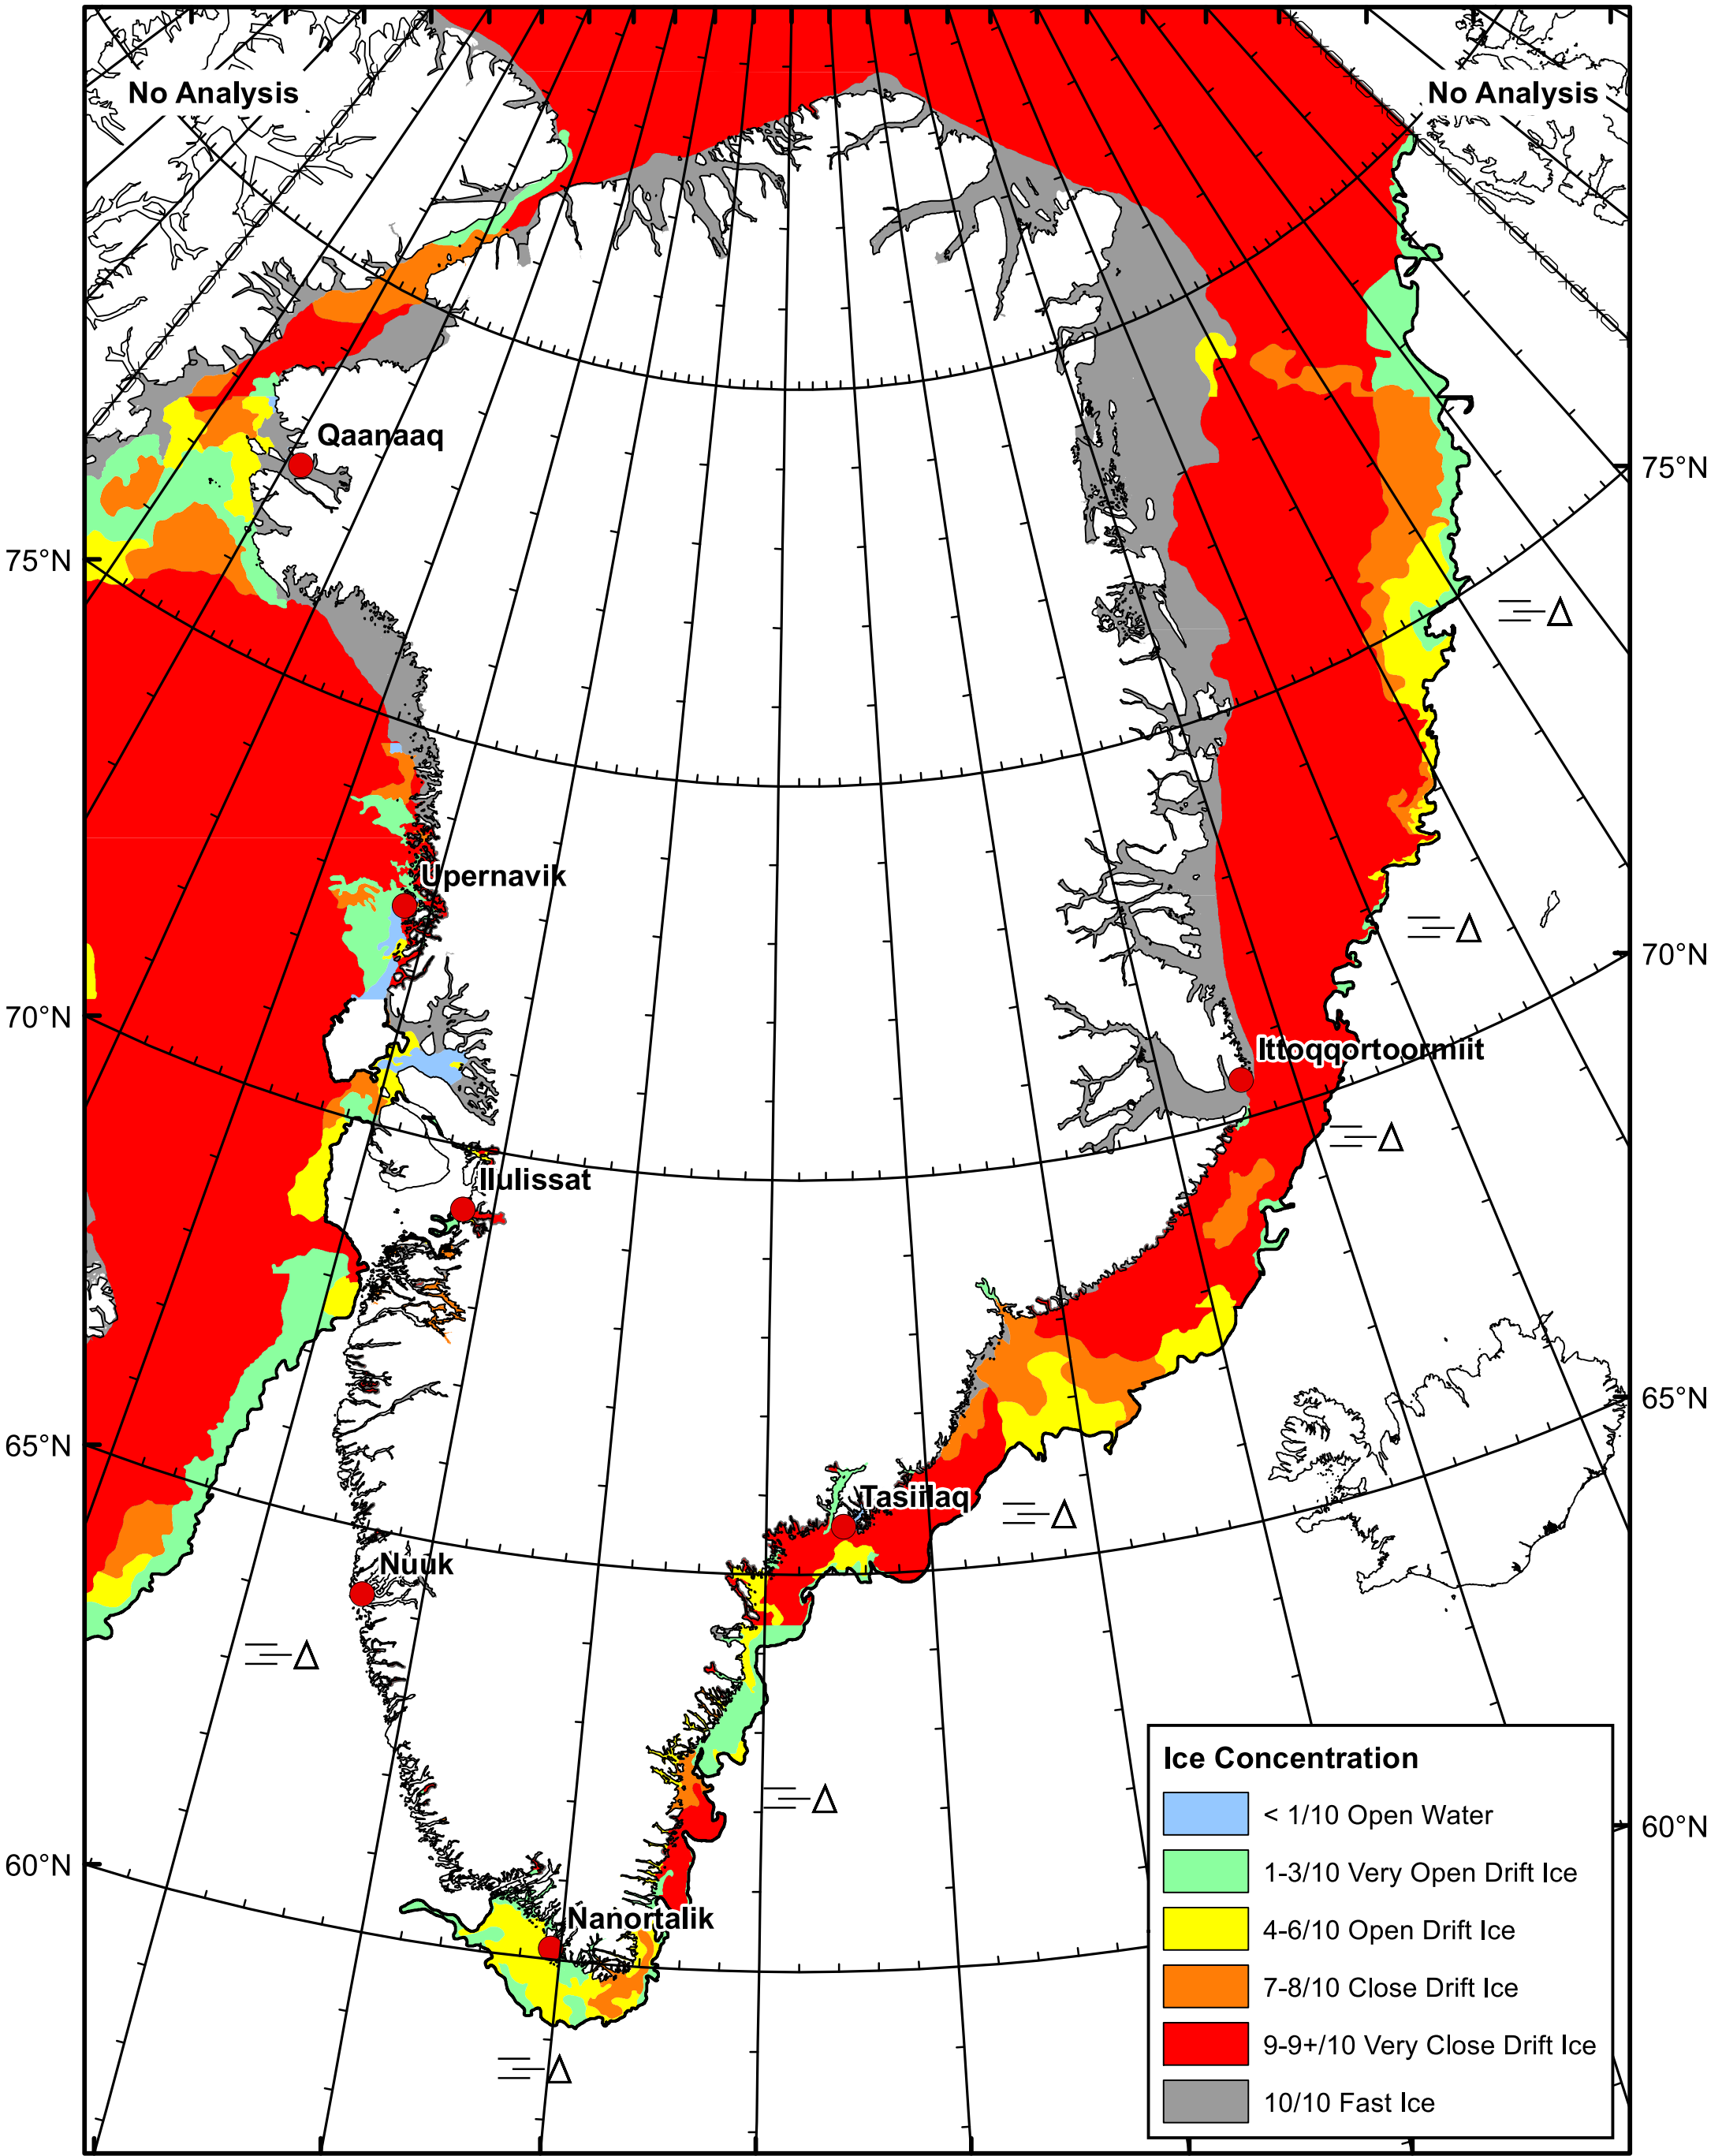 No Analysis
No Analysis
Qaanaaq
75°N
75°N
Upernavik
70°N
70°N
Ittoqqortoormiit
Ilulissat
65°N
65°N
Tasiilaq
Nuuk
60°N
60°N
Nanortalik
Ice Concentration
< 1/10 Open Water
1-3/10 Very Open Drift Ice
4-6/10 Open Drift Ice
7-8/10 Close Drift Ice
9-9+/10 Very Close Drift Ice
10/10 Fast Ice